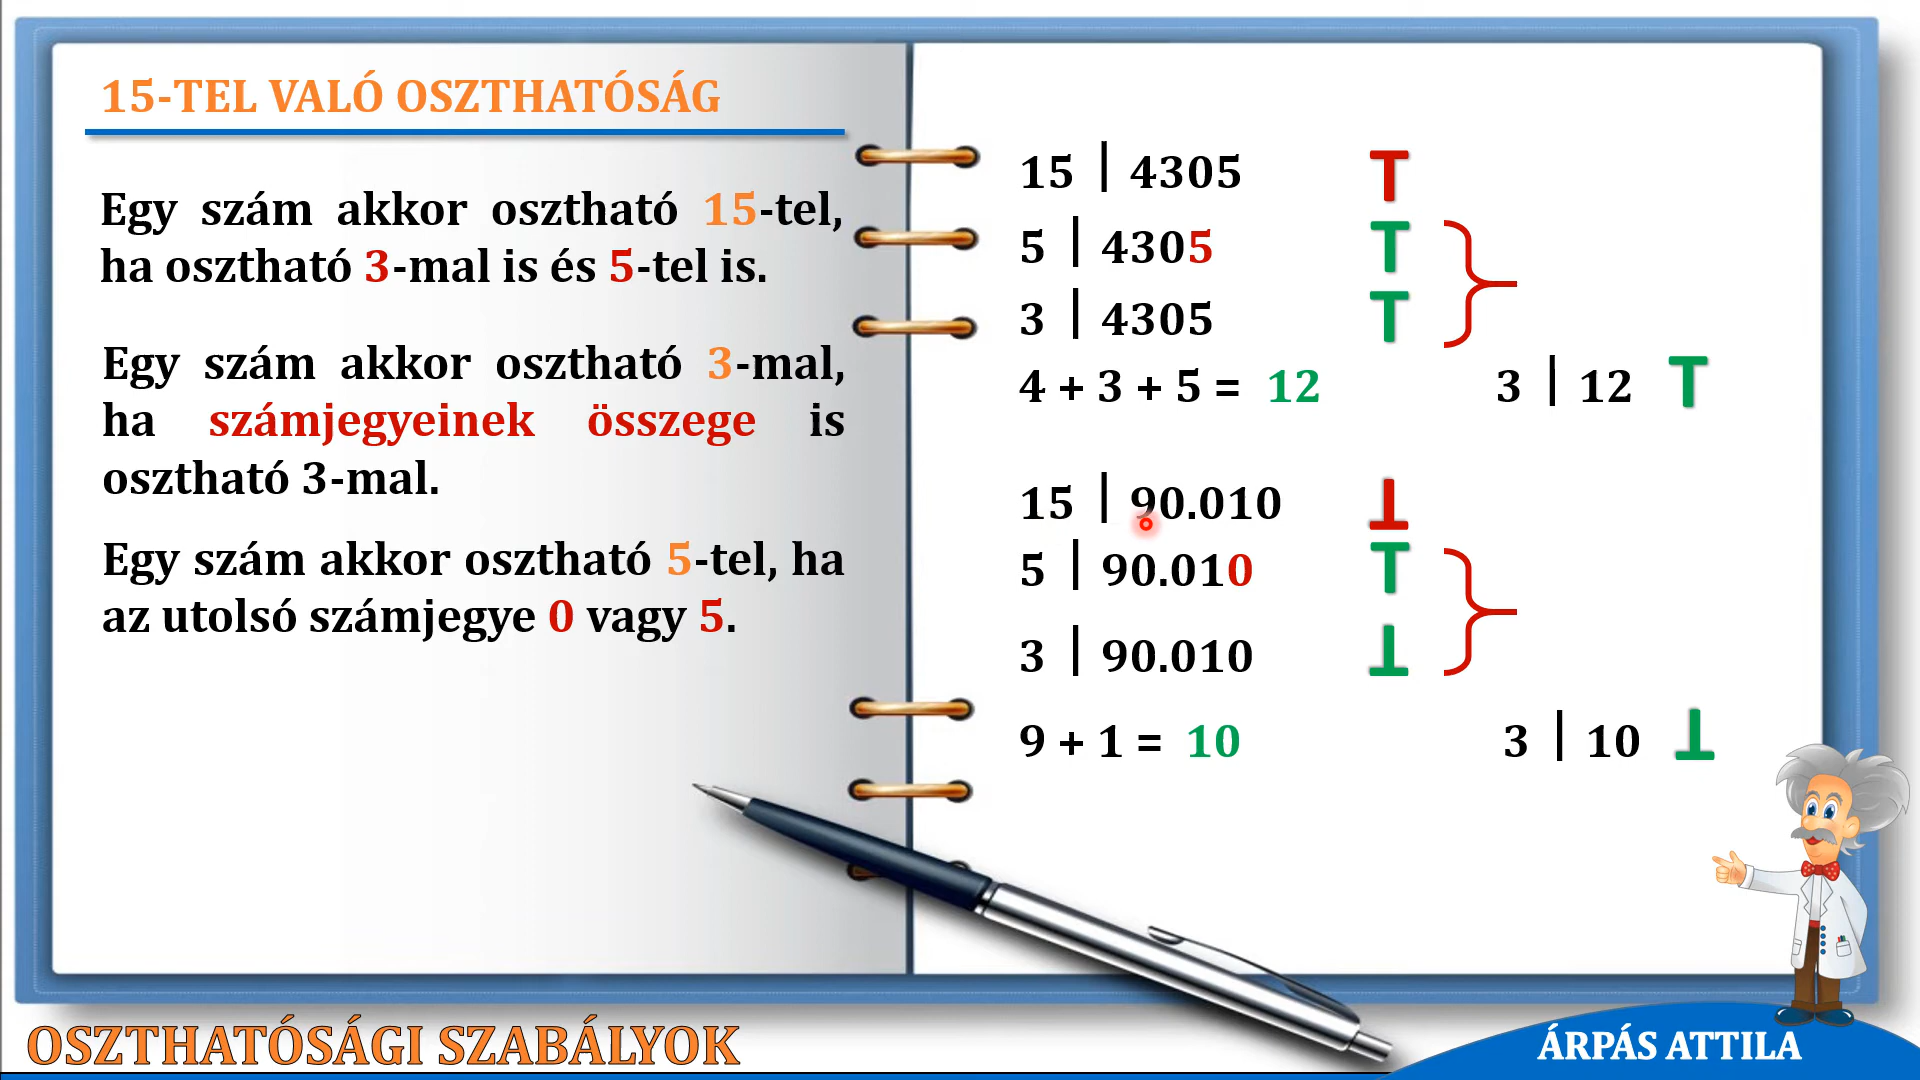 15-TEL VALÓ OSZTHATÓSÁG
Egy szám akkor osztható 15-tel,
ha osztható 3-mal is és 5-tel is.
Egy szám akkor osztható 3-mal,
ha számjegyeinek összege is
osztható 3-mal.
Egy szám akkor osztható 5-tel, ha
az utolsó számjegye 0 vagy 5.
15 | 4305 T
5 | 4305 T
3 | 4305 T
4 + 3 + 5 = 12 3 | 12 T
15 | 90.010 ⊥
5 | 90.010 T
3 | 90.010 ⊥
9 + 1 = 10 3 | 10 ⊥
OSZTHATÓSÁGI SZABÁLYOK
ÁRPÁS ATTILA